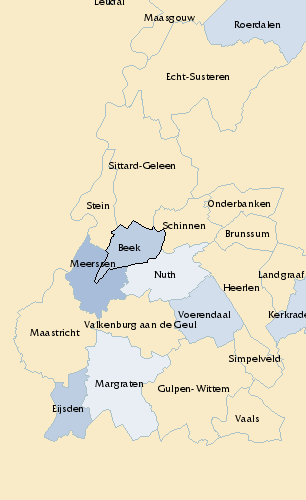 Leudal
Maasgouw
Roerdalen
Echt-Susteren
Sittard-Geleen
Stein
Onderbanken
Schinnen
Brunssum
Beek
Meerssen
Nuth
Landgraaf
Heerlen
Voerendaal
Kerkrade
Valkenburg aan de Geul
Maastricht
Simpelveld
Margraten
Gulpen- Wittem
Eijsden
Vaals